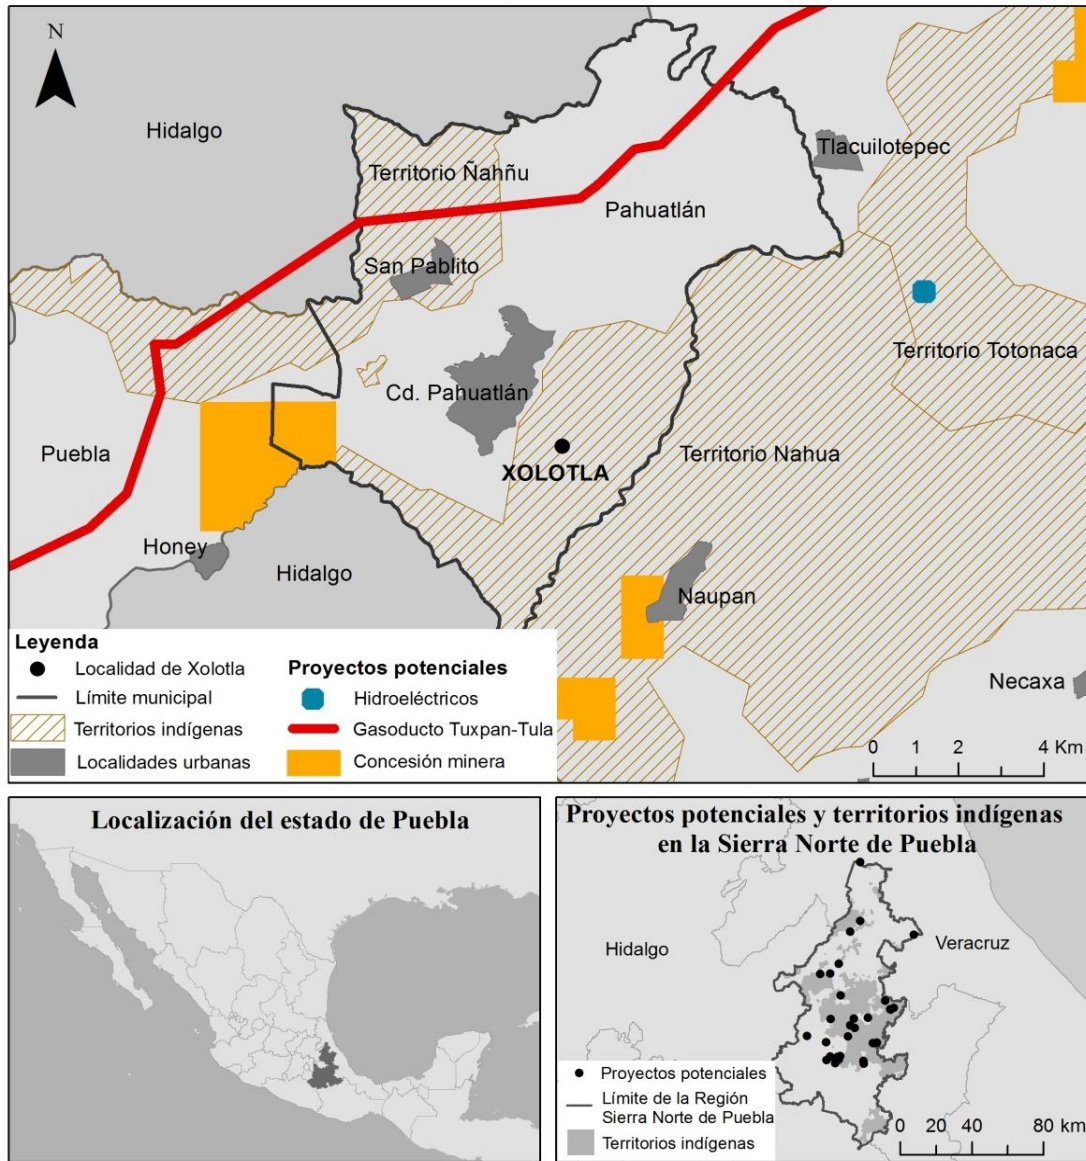 N
Hidalgo
Territorio Ñahñu
Tlacuilotepec
Pahuatlán
San Pablito
Territorio Totonaca
Cd. Pahuatlán
Puebla
XOLOTLA
Territorio Nahua
Honey
Hidalgo
Naupan
Necaxa
Leyenda
Localidad de Xolotla
Límite municipal
Territorios indígenas
Localidades urbanas
Proyectos potenciales
Hidroeléctricos
Gasoducto Tuxpan-Tula
Concesión minera
0 1 2 4 Km
Localización del estado de Puebla
Proyectos potenciales y territorios indígenas
en la Sierra Norte de Puebla
Hidalgo
Veracruz
Proyectos potenciales
Límite de la Región
Sierra Norte de Puebla
Territorios indígenas
0 20 40 80 km